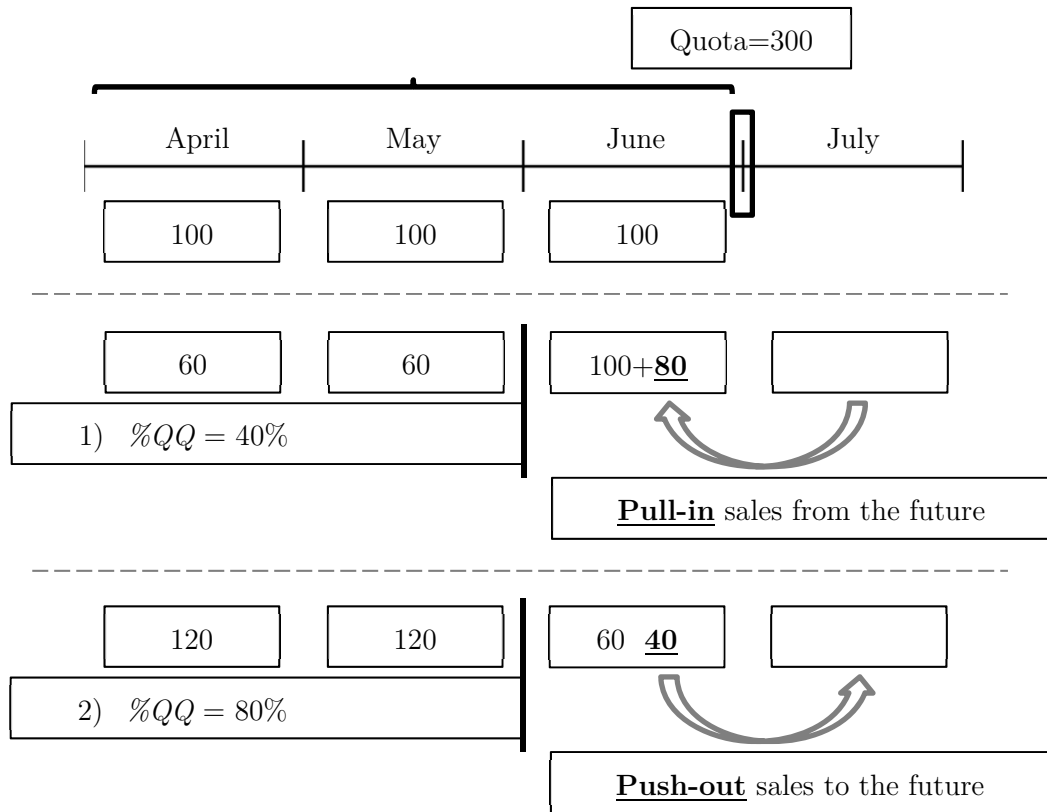 Quota=300
April May June July
100 100 100
60 60 100+80
1) %QQ = 40%
Pull-in sales from the future
120 120 60 40
2) %QQ = 80%
Push-out sales to the future